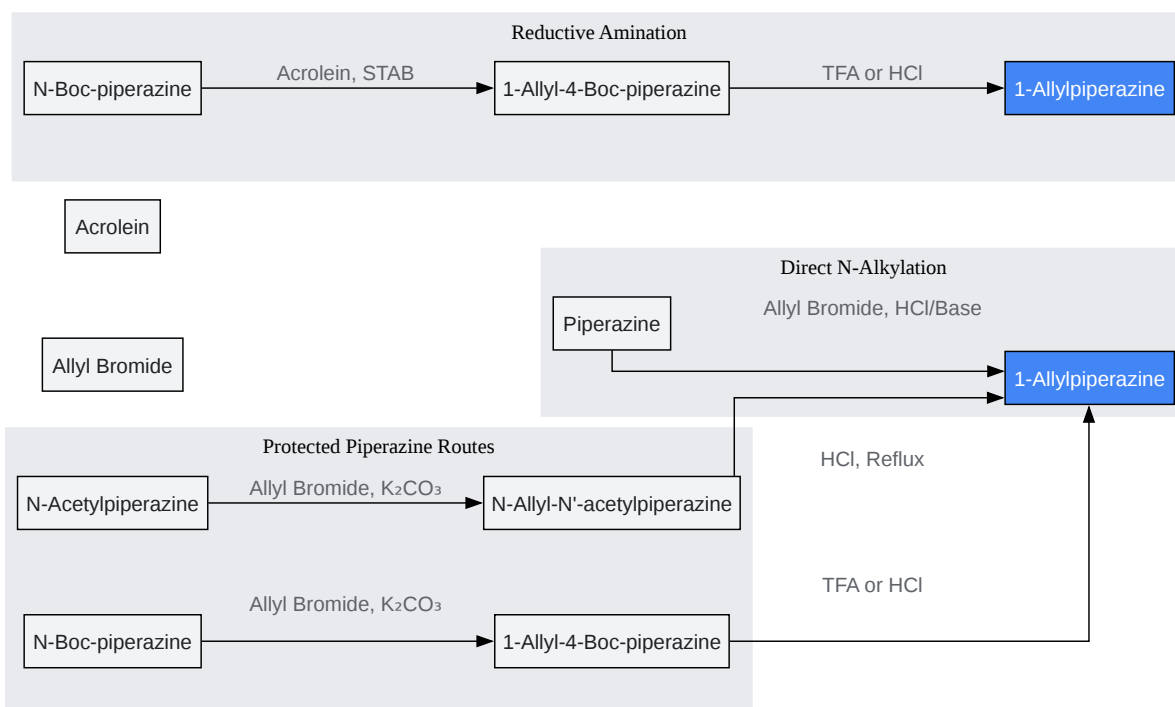 Reductive Amination
N-Boc-piperazine
Acrolein, STAB
1-Allyl-4-Boc-piperazine
TFA or HCl
1-Allylpiperazine
Acrolein
Direct N-Alkylation
Piperazine
Allyl Bromide, HCl/Base
Allyl Bromide
1-Allylpiperazine
Protected Piperazine Routes
N-Acetylpiperazine
Allyl Bromide, K₂CO₃
N-Allyl-N'-acetylpiperazine
HCl, Reflux
N-Boc-piperazine
Allyl Bromide, K₂CO₃
1-Allyl-4-Boc-piperazine
TFA or HCl